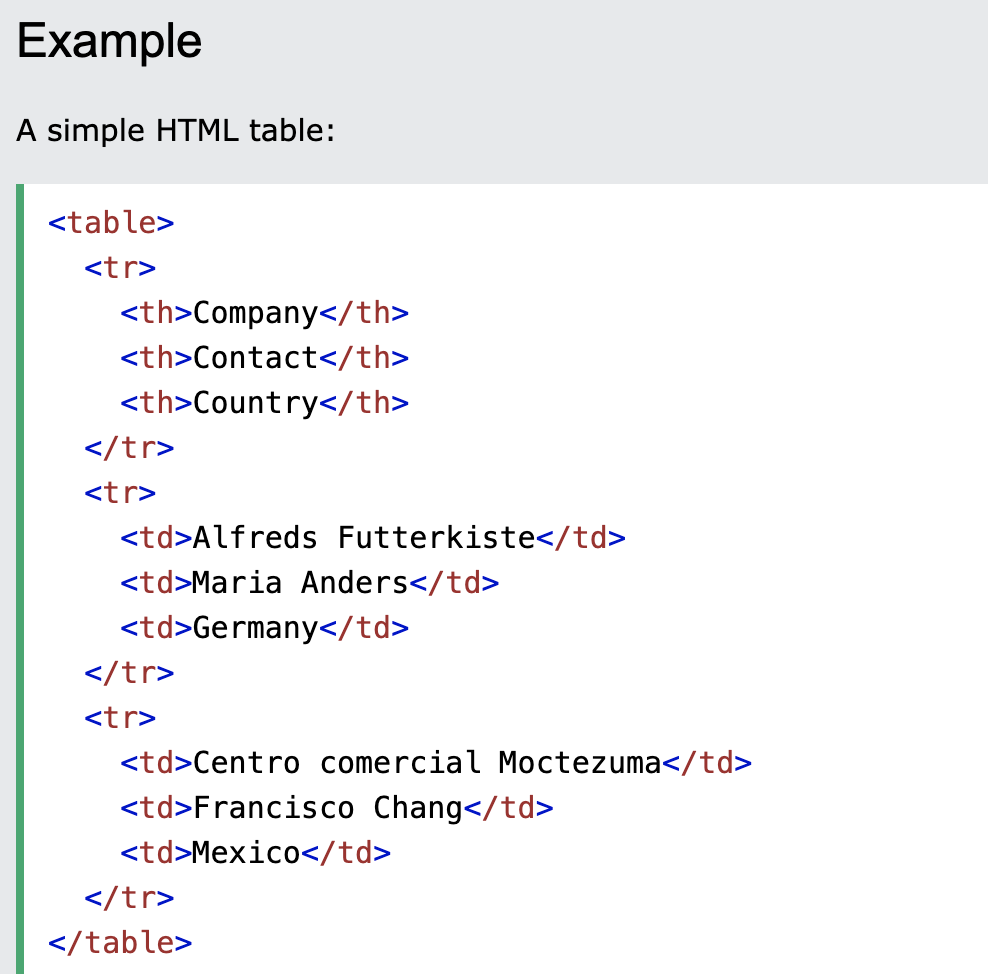 Example
A simple HTML table:
<table>
  <tr>
    <th>Company</th>
    <th>Contact</th>
    <th>Country</th>
  </tr>
  <tr>
    <td>Alfreds Futterkiste</td>
    <td>Maria Anders</td>
    <td>Germany</td>
  </tr>
  <tr>
    <td>Centro comercial Moctezuma</td>
    <td>Francisco Chang</td>
    <td>Mexico</td>
  </tr>
</table>